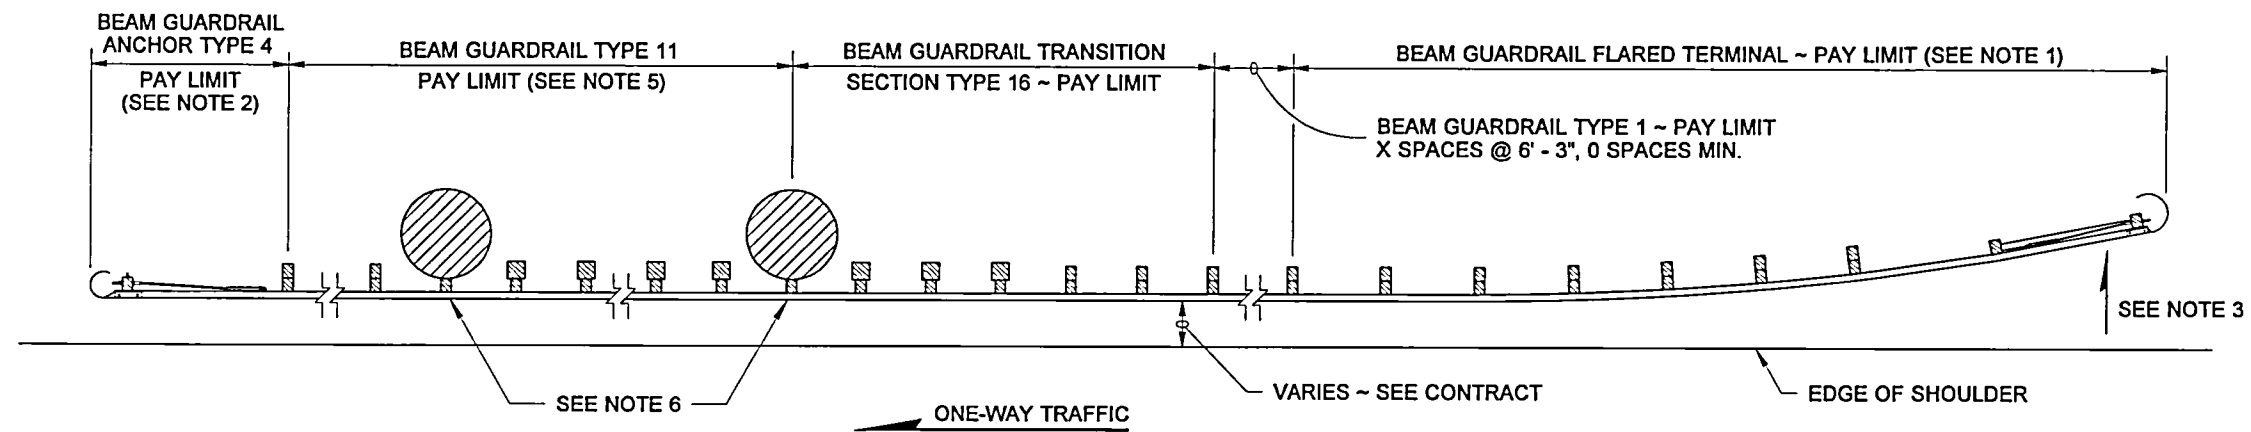 BEAM GUARDRAIL
ANCHOR TYPE 4
PAY LIMIT
(SEE NOTE 2)
BEAM GUARDRAIL TYPE 11
PAY LIMIT (SEE NOTE 5)
BEAM GUARDRAIL TRANSITION
SECTION TYPE 16 ~ PAY LIMIT
BEAM GUARDRAIL FLARED TERMINAL ~ PAY LIMIT (SEE NOTE 1)
BEAM GUARDRAIL TYPE 1 ~ PAY LIMIT
X SPACES @ 6' - 3", 0 SPACES MIN.
SEE NOTE 3
SEE NOTE 6
VARIES ~ SEE CONTRACT
EDGE OF SHOULDER
ONE-WAY TRAFFIC